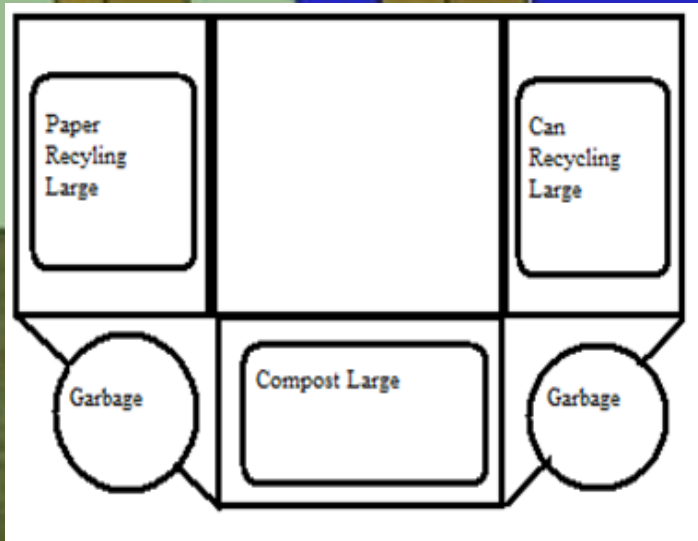 Paper
Recyling
Large
Can
Recycling
Large
Garbage
Compost Large
Garbage